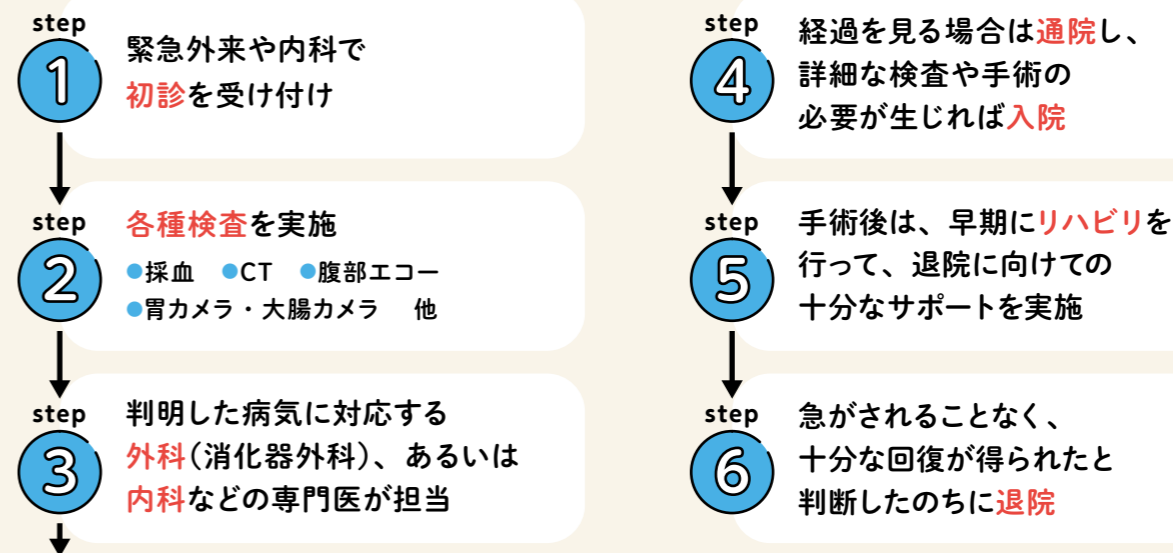 step
1
緊急外来や内科で
初診を受け付け
step
2
各種検査を実施
●採血　●CT　●腹部エコー
●胃カメラ・大腸カメラ　他
step
3
判明した病気に対応する
外科(消化器外科)、あるいは
内科などの専門医が担当
step
4
経過を見る場合は通院し、
詳細な検査や手術の
必要が生じれば入院
step
5
手術後は、早期にリハビリを
行って、退院に向けての
十分なサポートを実施
step
6
急がされることなく、
十分な回復が得られたと
判断したのちに退院